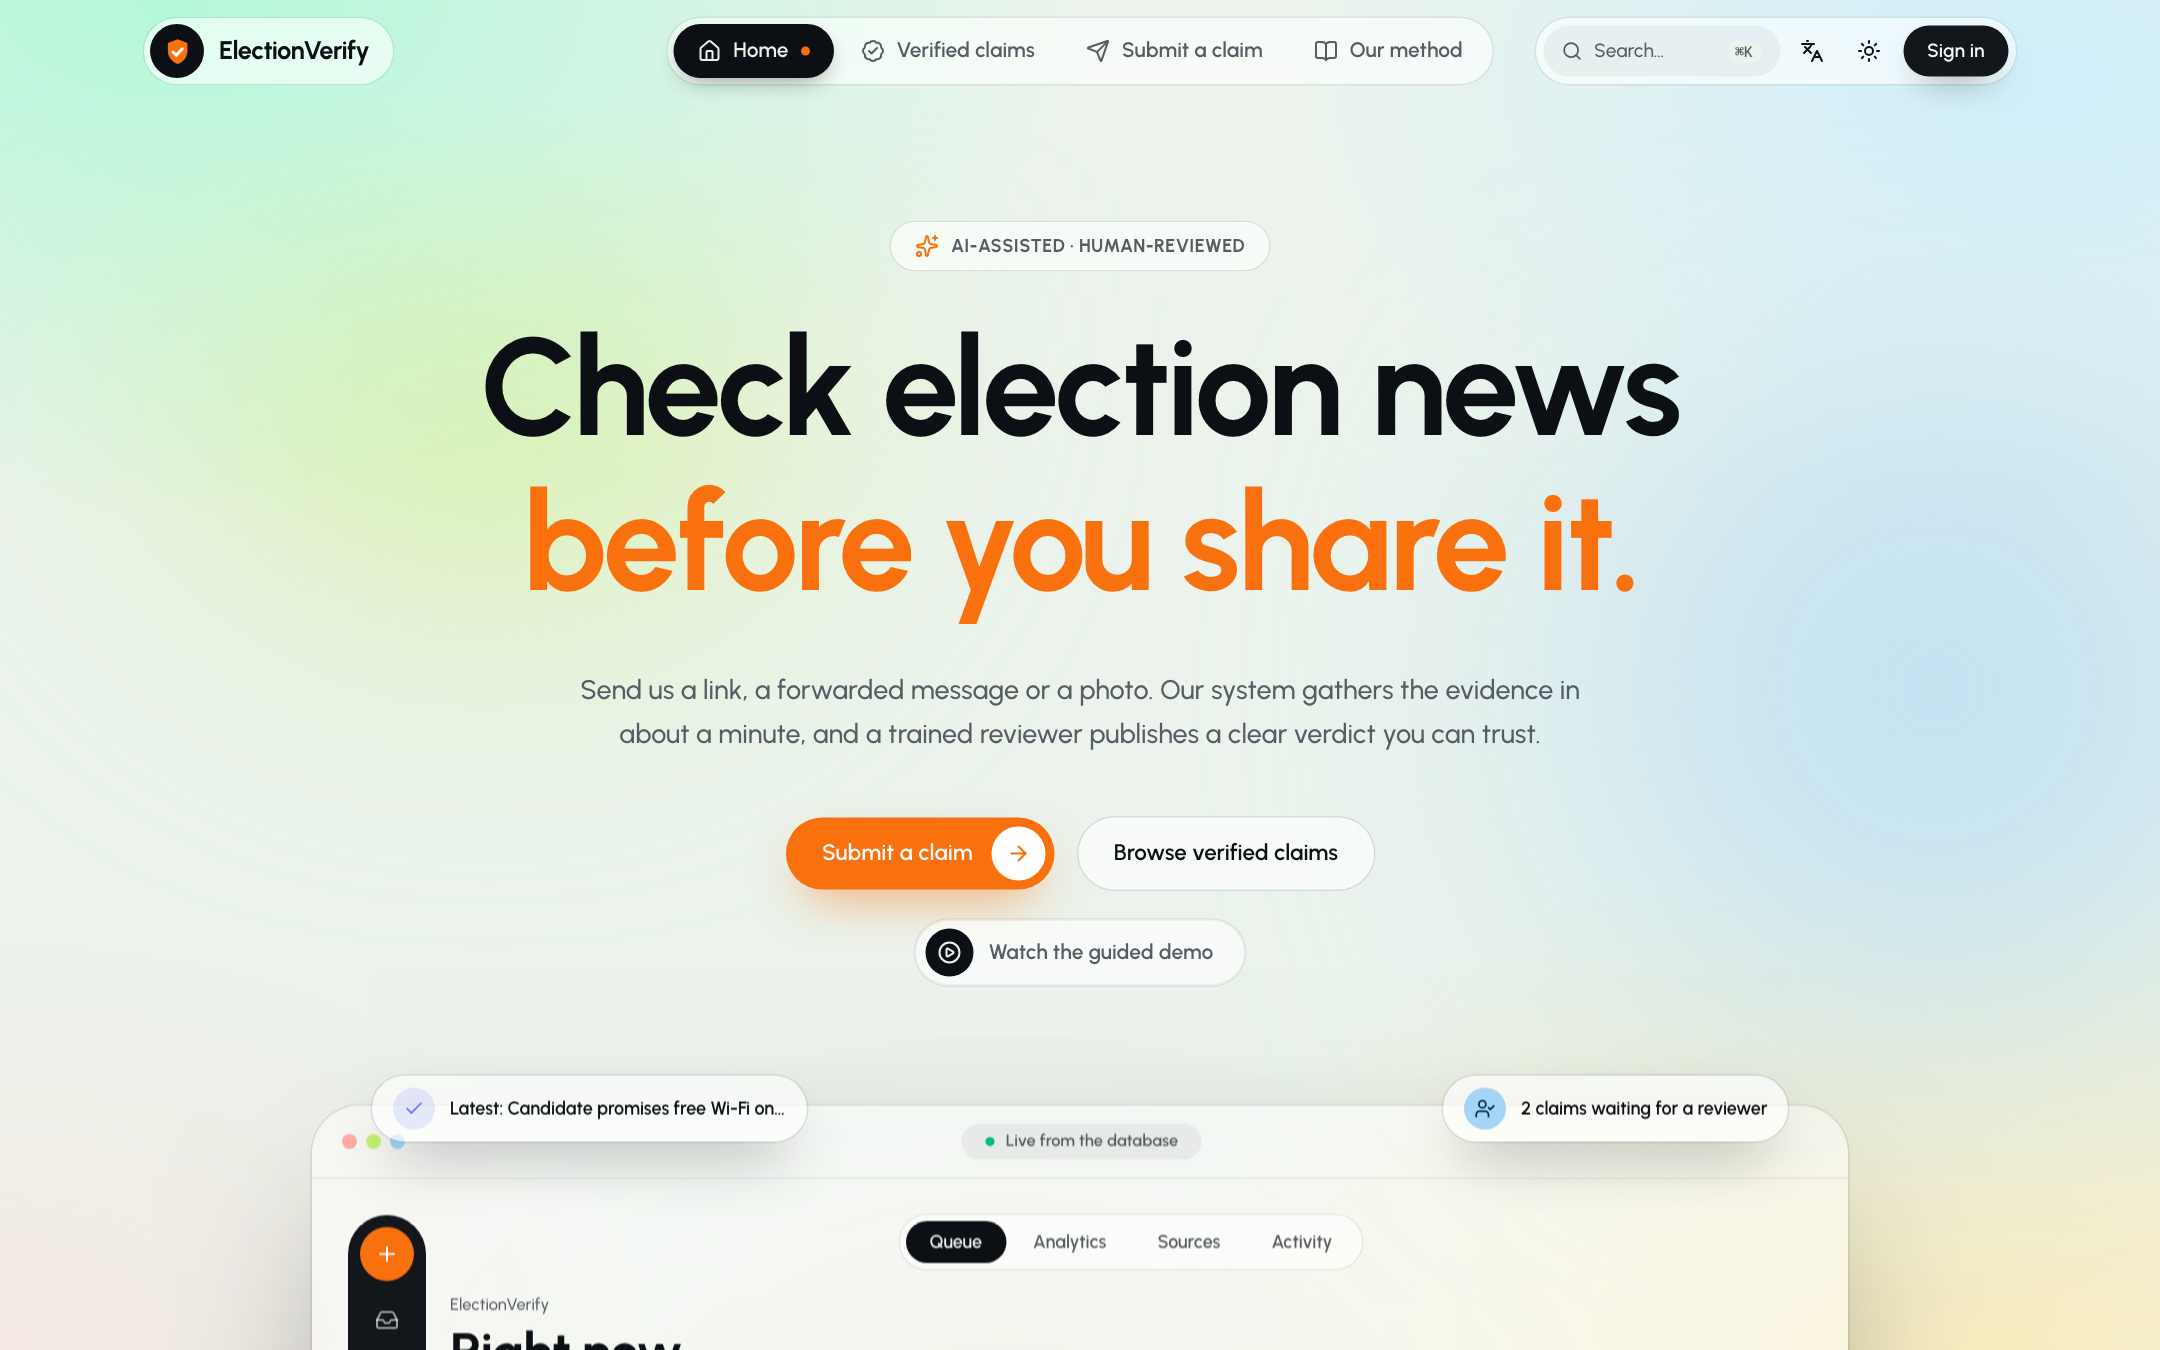 ElectionVerify
Home
Verified claims
Submit a claim
Our method
Search...
⌘K
Sign in
AI-ASSISTED · HUMAN-REVIEWED
Check election news
before you share it.
Send us a link, a forwarded message or a photo. Our system gathers the evidence in
about a minute, and a trained reviewer publishes a clear verdict you can trust.
Submit a claim
Browse verified claims
Watch the guided demo
Latest: Candidate promises free Wi-Fi on...
2 claims waiting for a reviewer
Live from the database
Queue
Analytics
Sources
Activity
ElectionVerify
Right now